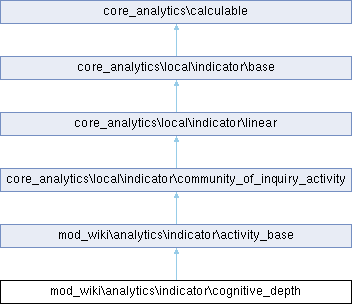 core_analytics\calculable
core_analytics\local\indicator\base
core_analytics\local\indicator\linear
core_analytics\local\indicator\community_of_inquiry_activity
mod_wiki\analytics\indicator\activity_base
mod_wiki\analytics\indicator\cognitive_depth